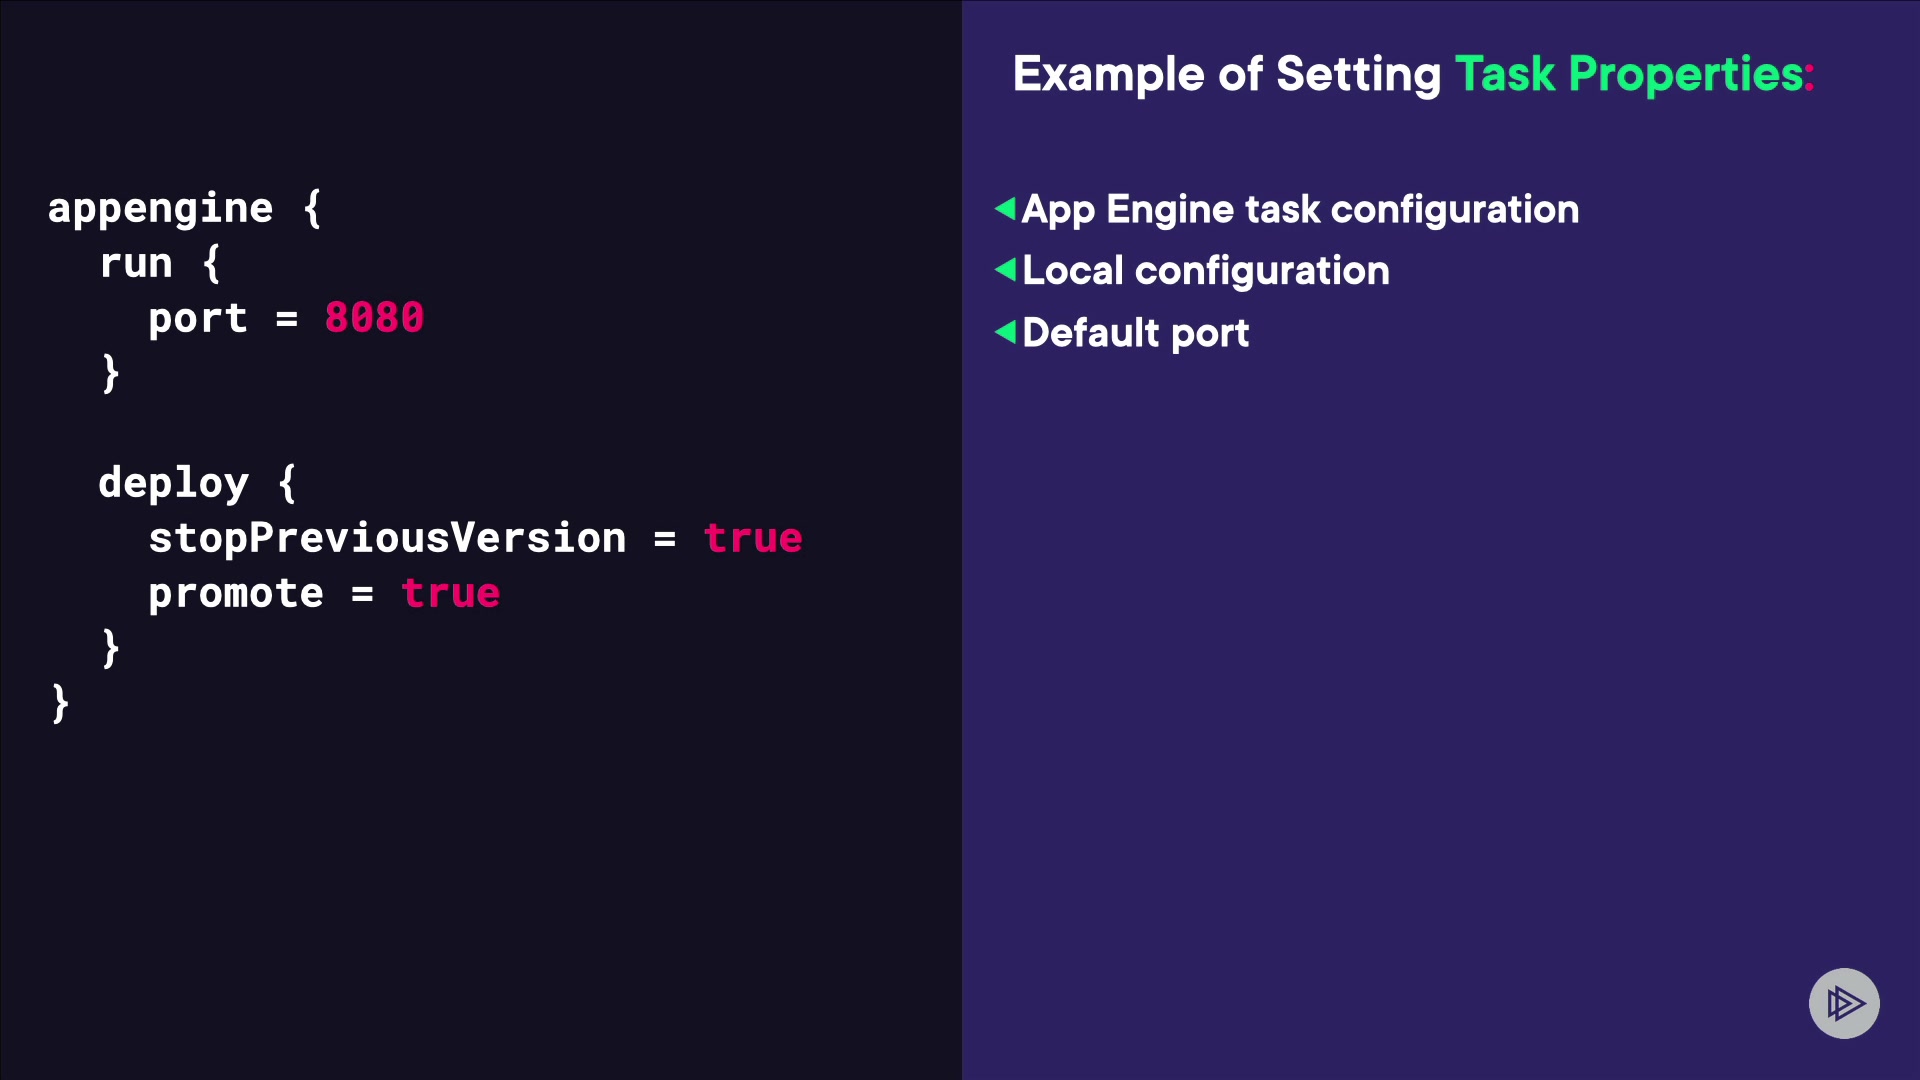 Example of Setting Task Properties:
appengine {
run {
port = 8080
}
deploy {
stopPreviousVersion = true
promote = true
}
}
App Engine task configuration
Local configuration
Default port